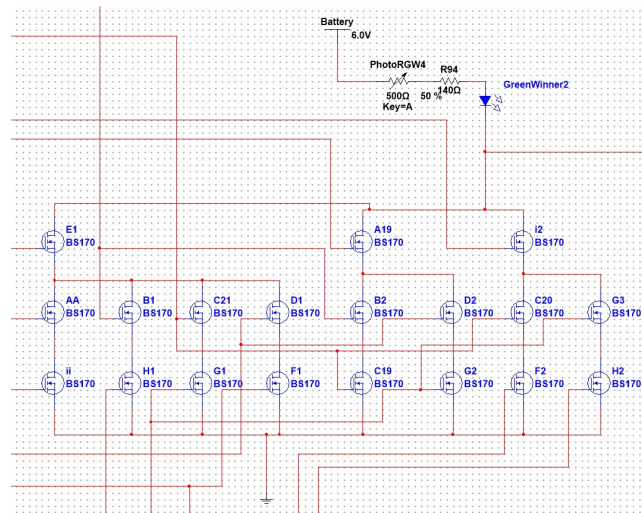 Battery
6.0V
PhotoRGW4
R94
500Ω
50 %
140Ω
Key=A
GreenWinner2
E1
BS170
A19
BS170
i2
BS170
AA
BS170
B1
BS170
C21
BS170
D1
BS170
B2
BS170
D2
BS170
C20
BS170
G3
BS170
ii
BS170
H1
BS170
G1
BS170
F1
BS170
C19
BS170
G2
BS170
F2
BS170
H2
BS170